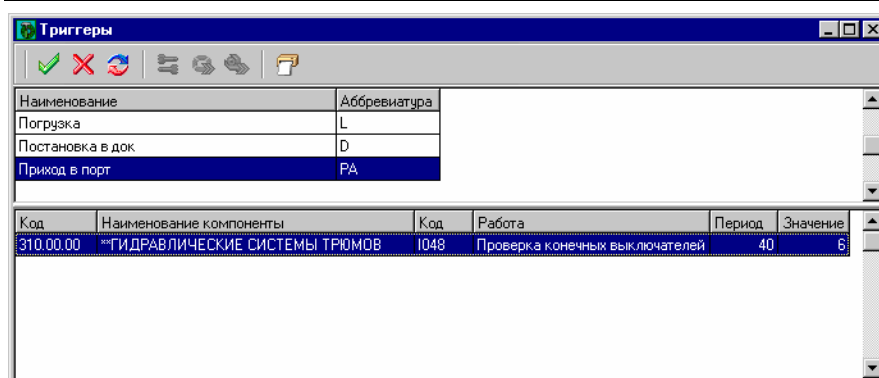 Триггеры
Наименование Аббревиатура
Погрузка L
Постановка в док D
Приход в порт PA
Код Наименование компоненты Код Работа Период Значение
310.00.00 **ГИДРАВЛИЧЕСКИЕ СИСТЕМЫ ТРЮМОВ I048 Проверка конечных выключателей 40 6